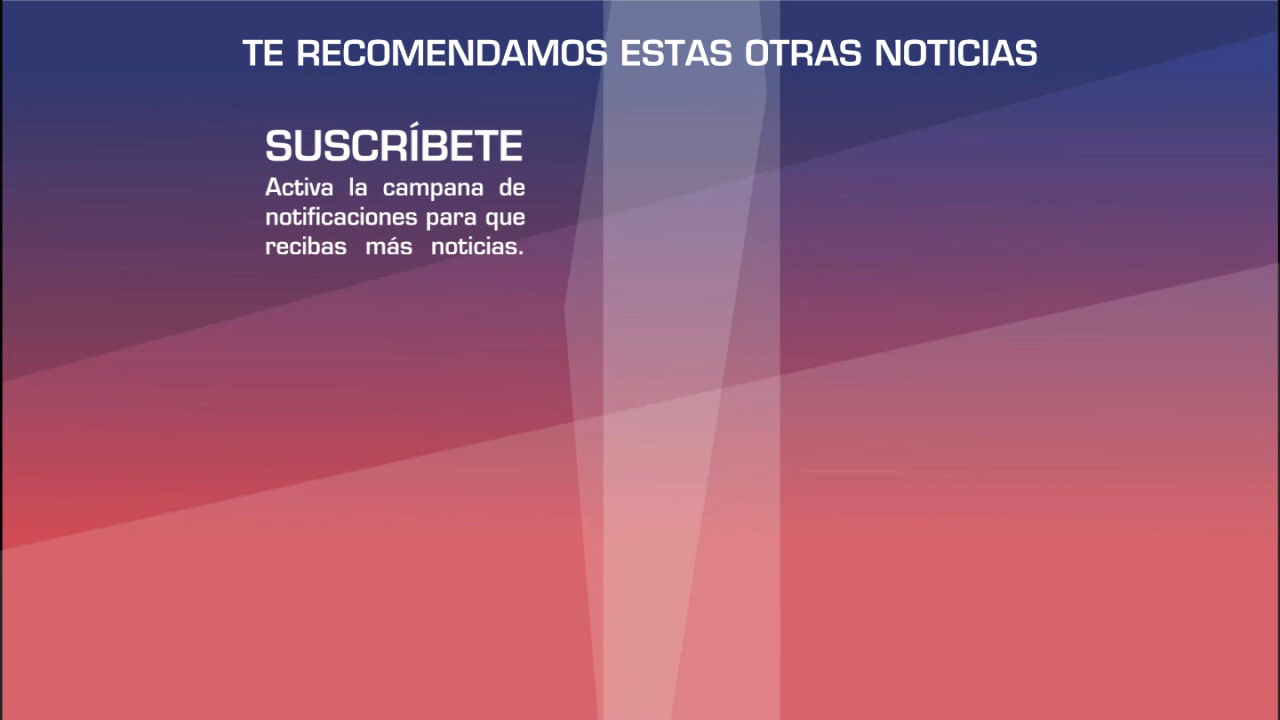 TE RECOMENDAMOS ESTAS OTRAS NOTICIAS
SUSCRÍBETE
Activa la campana de
notificaciones para que
recibas más noticias.